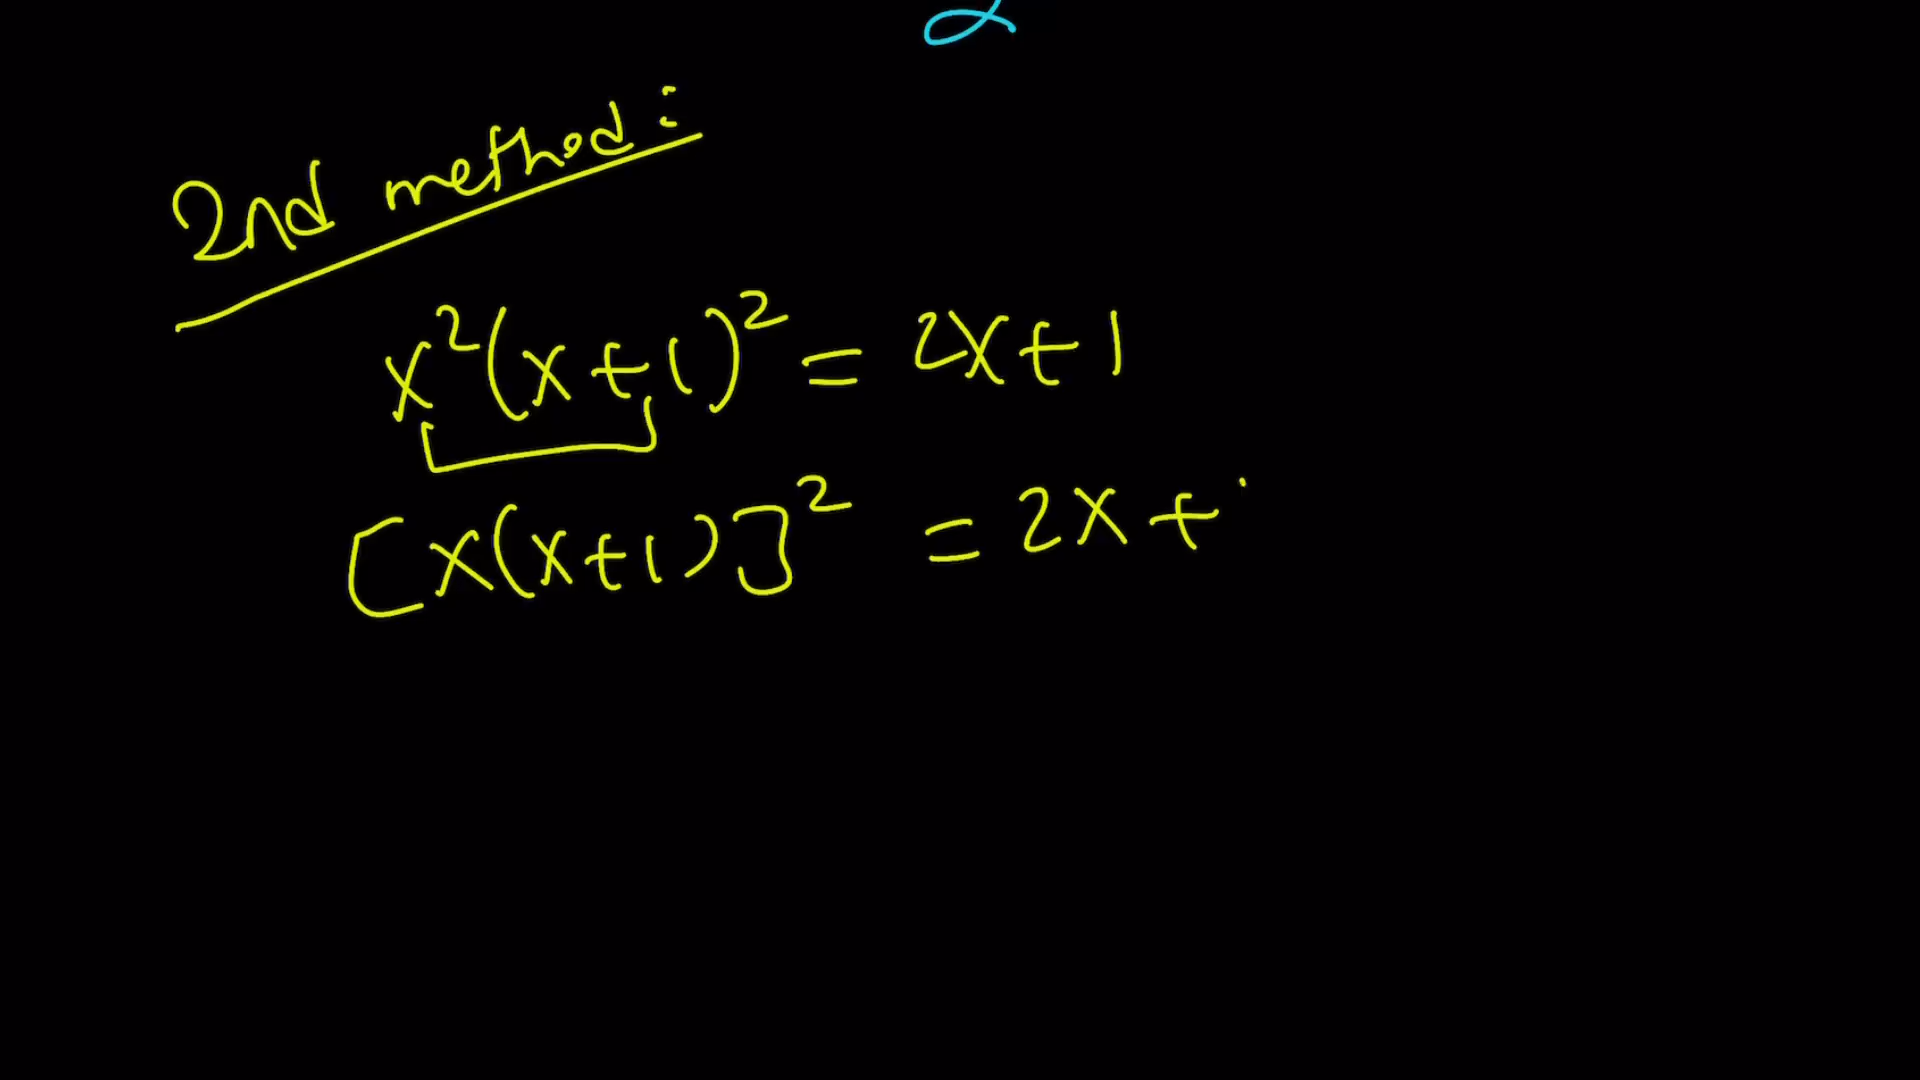 2nd method:
x²(x+1)² = 2x+1
[x(x+1)]² = 2x+